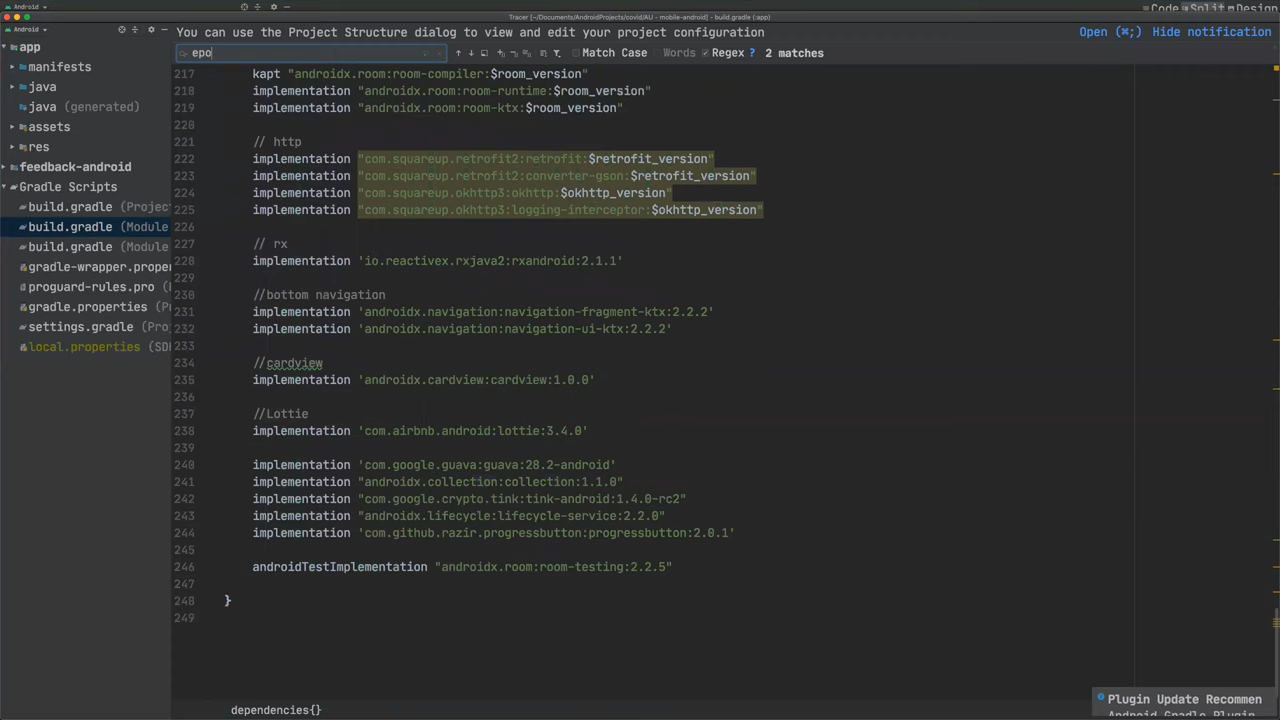 Android
Code Split Design
Tracer [~/Documents/AndroidProjects/covid/AU - mobile-android] - build.gradle (:app)
Android
You can use the Project Structure dialog to view and edit your project configuration
Open (⌘;) Hide notification
app
manifests
java
java (generated)
assets
res
feedback-android
Gradle Scripts
build.gradle (Projec
build.gradle (Module
build.gradle (Module
gradle-wrapper.proper
proguard-rules.pro (P
gradle.properties (P
settings.gradle (Pro
local.properties (SD
epo
Match Case Words Regex ? 2 matches
217 kapt "androidx.room:room-compiler:$room_version"
218 implementation "androidx.room:room-runtime:$room_version"
219 implementation "androidx.room:room-ktx:$room_version"
220
221 // http
222 implementation "com.squareup.retrofit2:retrofit:$retrofit_version"
223 implementation "com.squareup.retrofit2:converter-gson:$retrofit_version"
224 implementation "com.squareup.okhttp3:okhttp:$okhttp_version"
225 implementation "com.squareup.okhttp3:logging-interceptor:$okhttp_version"
226
227 // rx
228 implementation 'io.reactivex.rxjava2:rxandroid:2.1.1'
229
230 //bottom navigation
231 implementation 'androidx.navigation:navigation-fragment-ktx:2.2.2'
232 implementation 'androidx.navigation:navigation-ui-ktx:2.2.2'
233
234 //cardview
235 implementation 'androidx.cardview:cardview:1.0.0'
236
237 //Lottie
238 implementation 'com.airbnb.android:lottie:3.4.0'
239
240 implementation 'com.google.guava:guava:28.2-android'
241 implementation "androidx.collection:collection:1.1.0"
242 implementation "com.google.crypto.tink:tink-android:1.4.0-rc2"
243 implementation "androidx.lifecycle:lifecycle-service:2.2.0"
244 implementation 'com.github.razir.progressbutton:progressbutton:2.0.1'
245
246 androidTestImplementation "androidx.room:room-testing:2.2.5"
247
248 }
249
dependencies{}
Plugin Update Recommen
Android Gradle Plugin